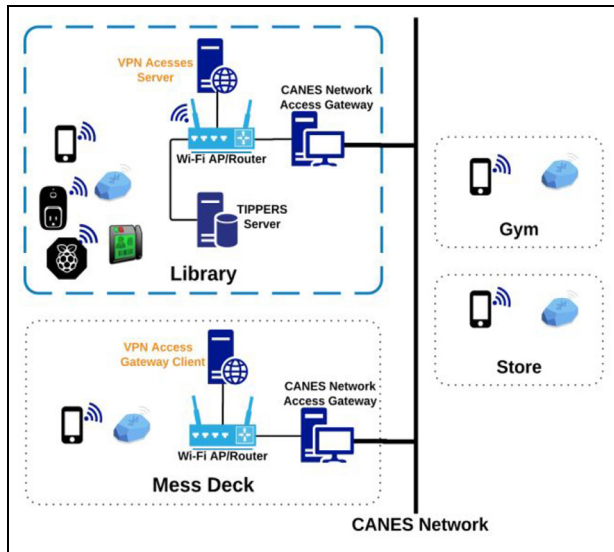 VPN Acesses
Server
CANES Network
Access Gateway
Wi-Fi AP/Router
TIPPERS
Server
Library
Gym
Store
VPN Access
Gateway Client
CANES Network
Access Gateway
Wi-Fi AP/Router
Mess Deck
CANES Network